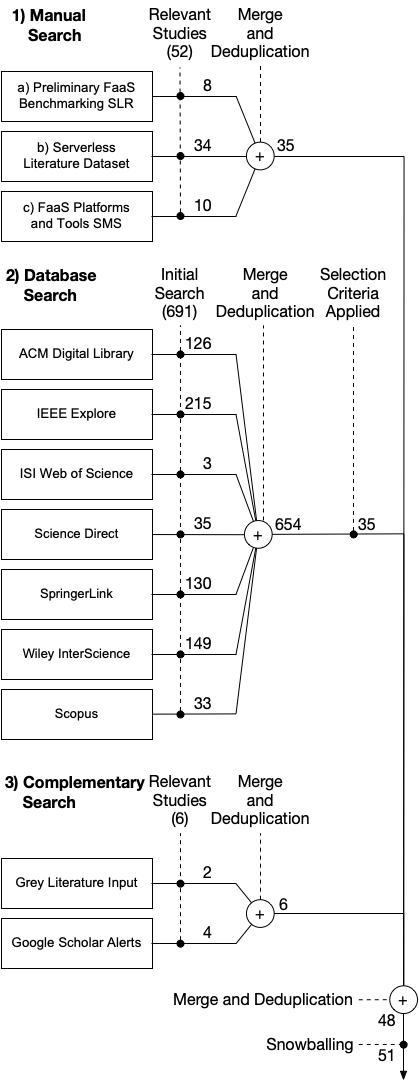 1) Manual
Search
Relevant
Studies
(52)
Merge
and
Deduplication
a) Preliminary FaaS
Benchmarking SLR
8
b) Serverless
Literature Dataset
34
+
35
c) FaaS Platforms
and Tools SMS
10
2) Database
Search
Initial
Search
(691)
Merge
and
Deduplication
Selection
Criteria
Applied
ACM Digital Library
126
IEEE Explore
215
ISI Web of Science
3
Science Direct
35
+
654
35
SpringerLink
130
Wiley InterScience
149
Scopus
33
3) Complementary
Search
Relevant
Studies
(6)
Merge
and
Deduplication
Grey Literature Input
2
+
6
Google Scholar Alerts
4
Merge and Deduplication
+
48
Snowballing
51